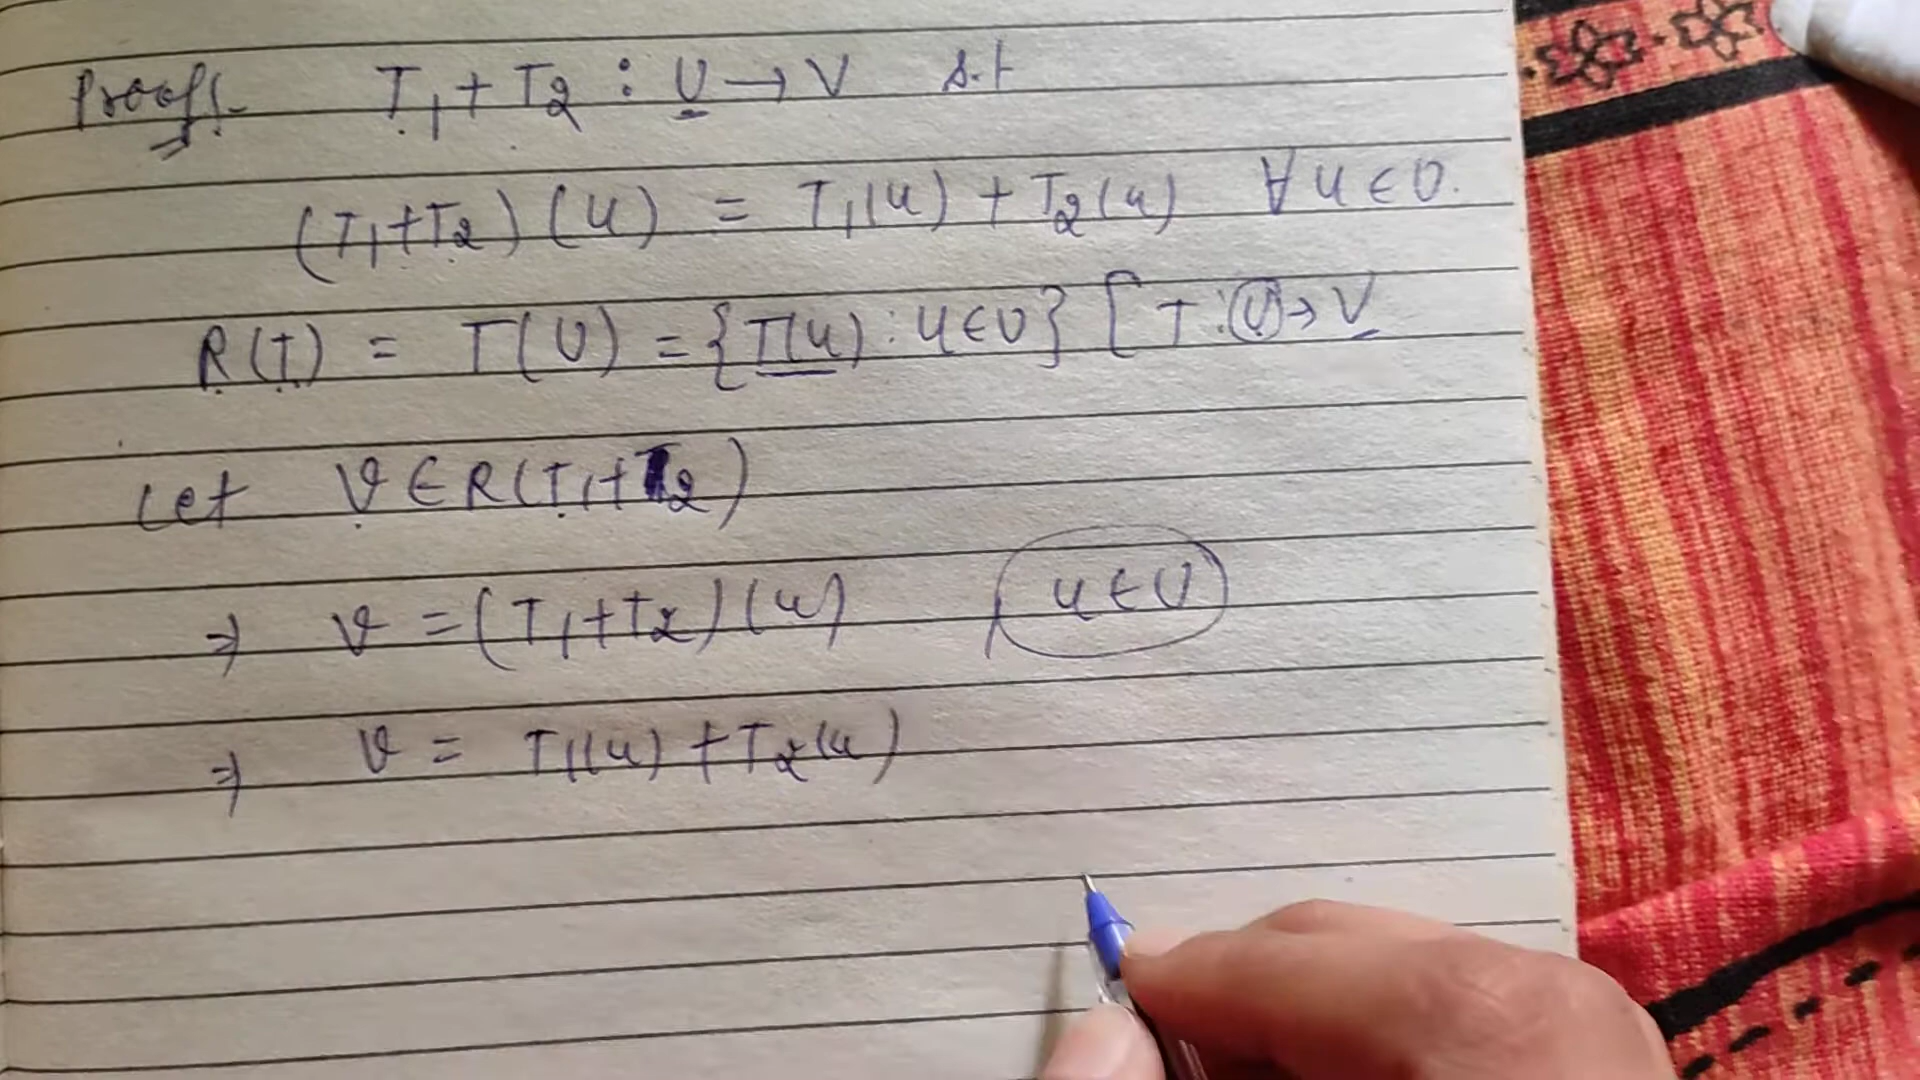 Proof:- T₁+T₂ : U → V s.t
(T₁+T₂)(u) = T₁(u) + T₂(u) ∀ u ∈ U.
R(T) = T(U) = {T(u) : u ∈ U} [T : U → V
Let v ∈ R(T₁+T₂)
⇒ v = (T₁+T₂)(u) u ∈ U
⇒ v = T₁(u) + T₂(u)